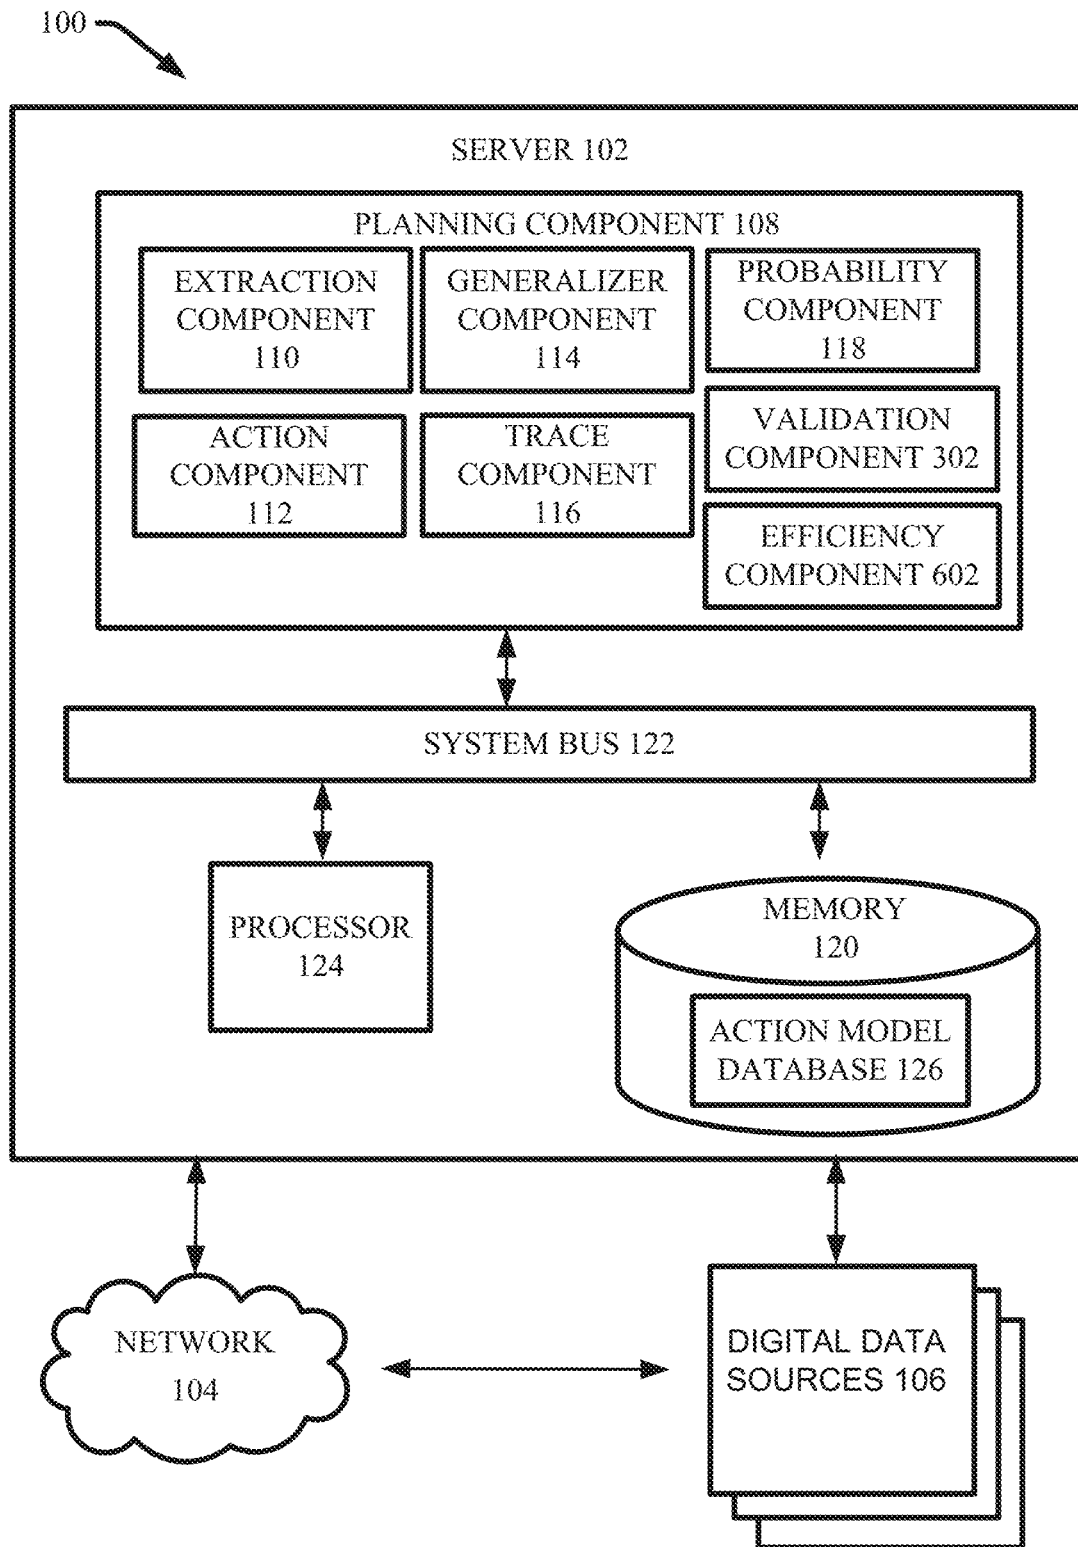 100
SERVER 102
PLANNING COMPONENT 108
EXTRACTION
COMPONENT
110
GENERALIZER
COMPONENT
114
PROBABILITY
COMPONENT
118
ACTION
COMPONENT
112
TRACE
COMPONENT
116
VALIDATION
COMPONENT 302
EFFICIENCY
COMPONENT 602
SYSTEM BUS 122
PROCESSOR
124
MEMORY
120
ACTION MODEL
DATABASE 126
NETWORK
104
DIGITAL DATA
SOURCES 106